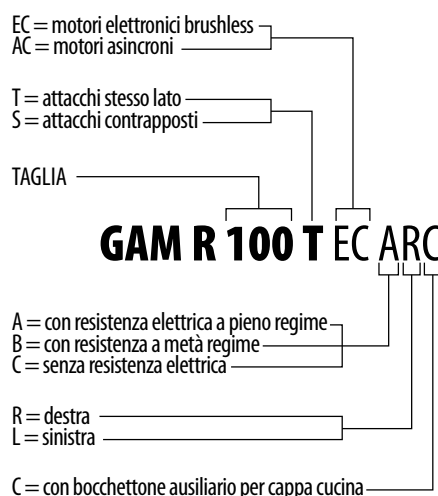 EC = motori elettronici brushless
AC = motori asincroni
T = attacchi stesso lato
S = attacchi contrapposti
TAGLIA
GAM R 100 T EC ARC
A = con resistenza elettrica a pieno regime
B = con resistenza a metà regime
C = senza resistenza elettrica
R = destra
L = sinistra
C = con bocchettone ausiliario per cappa cucina